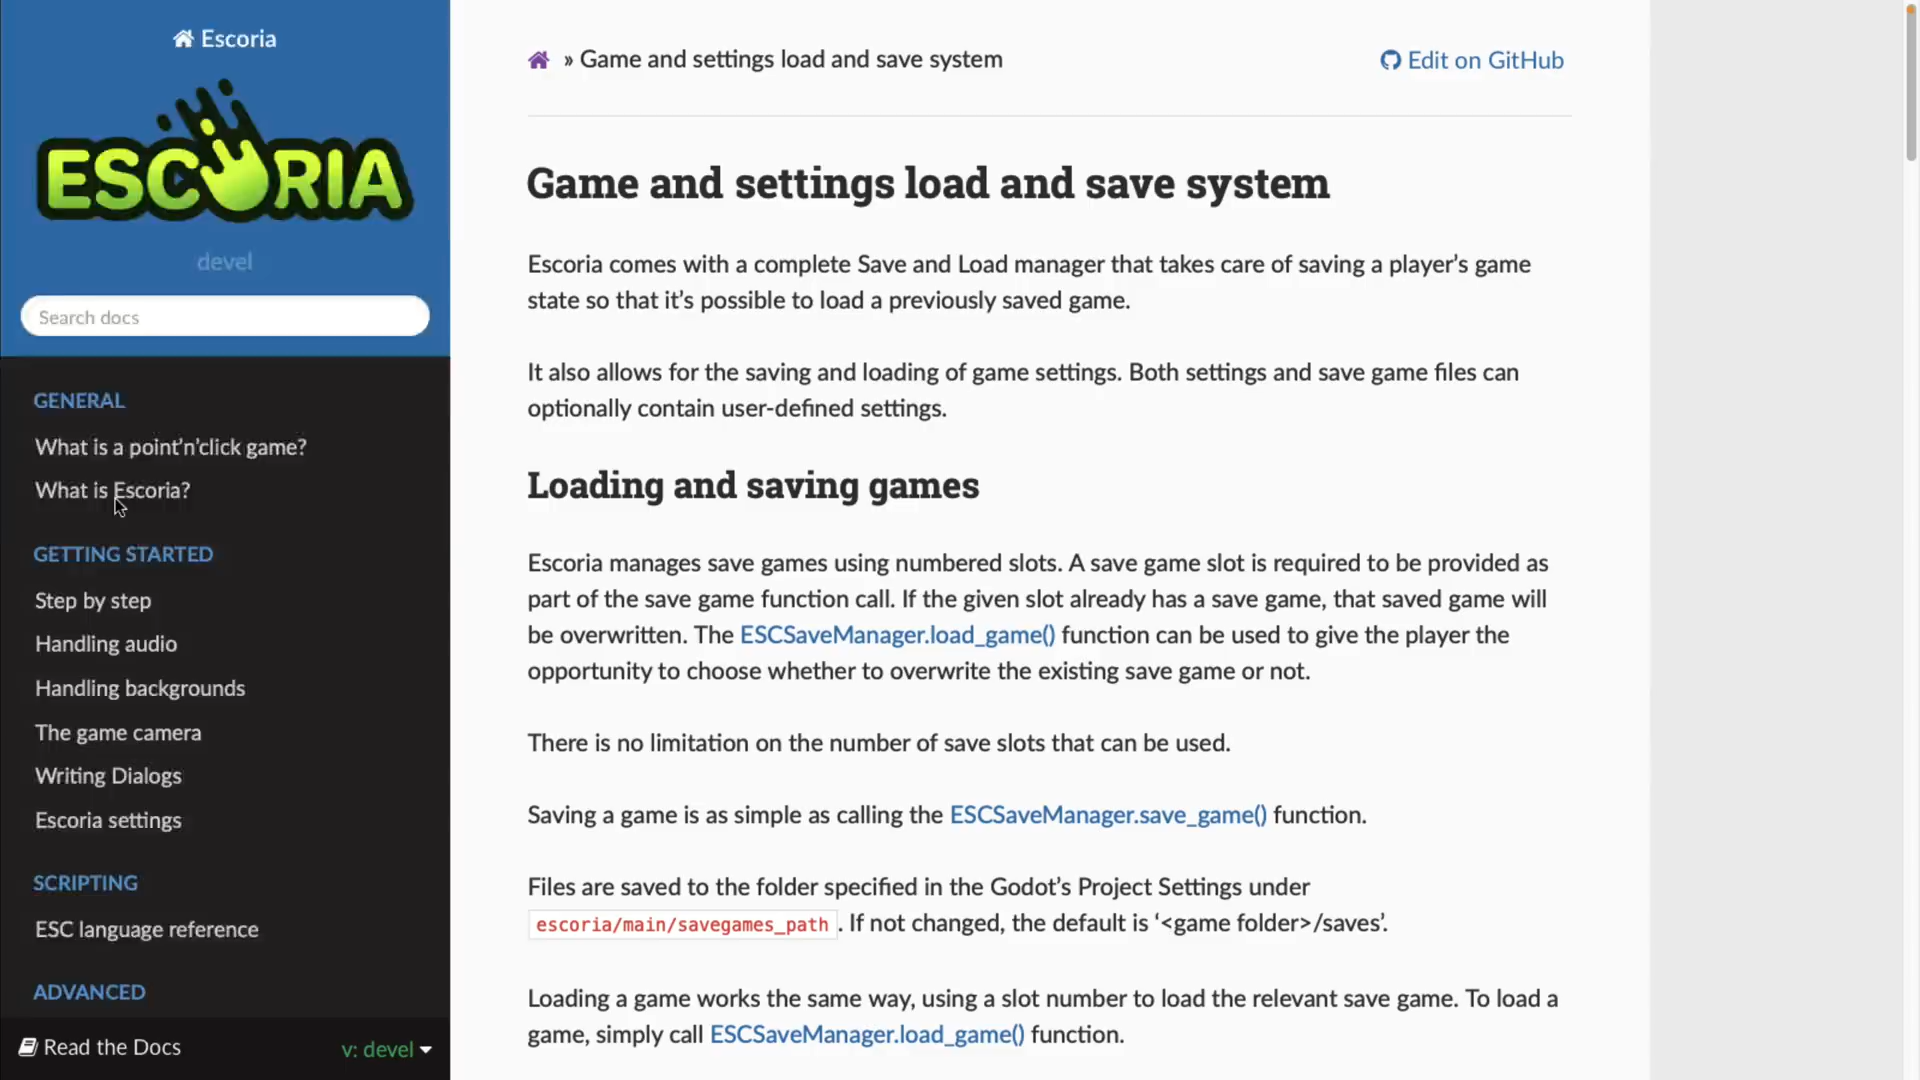 Escoria
ESCORIA
devel
Search docs
GENERAL
What is a point'n'click game?
What is Escoria?
GETTING STARTED
Step by step
Handling audio
Handling backgrounds
The game camera
Writing Dialogs
Escoria settings
SCRIPTING
ESC language reference
ADVANCED
Read the Docs
v: devel
» Game and settings load and save system
Edit on GitHub
Game and settings load and save system
Escoria comes with a complete Save and Load manager that takes care of saving a player's game
state so that it's possible to load a previously saved game.
It also allows for the saving and loading of game settings. Both settings and save game files can
optionally contain user-defined settings.
Loading and saving games
Escoria manages save games using numbered slots. A save game slot is required to be provided as
part of the save game function call. If the given slot already has a save game, that saved game will
be overwritten. The ESCSaveManager.load_game() function can be used to give the player the
opportunity to choose whether to overwrite the existing save game or not.
There is no limitation on the number of save slots that can be used.
Saving a game is as simple as calling the ESCSaveManager.save_game() function.
Files are saved to the folder specified in the Godot's Project Settings under
escoria/main/savegames_path. If not changed, the default is '<game folder>/saves'.
Loading a game works the same way, using a slot number to load the relevant save game. To load a
game, simply call ESCSaveManager.load_game() function.